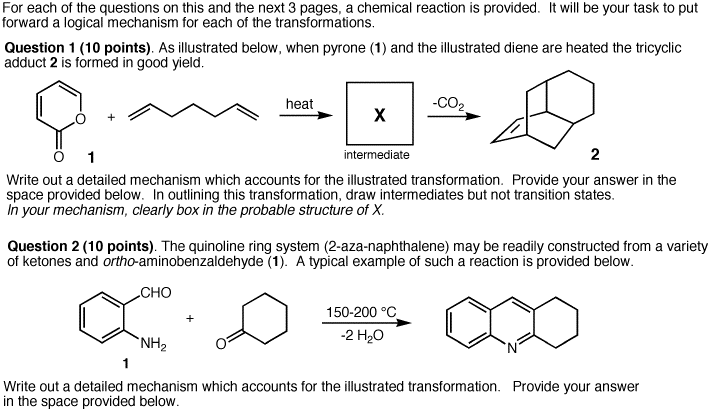 For each of the questions on this and the next 3 pages, a chemical reaction is provided.  It will be your task to put
forward a logical mechanism for each of the transformations.
Question 1 (10 points). As illustrated below, when pyrone (1) and the illustrated diene are heated the tricyclic
adduct 2 is formed in good yield.
O
O
1
+
heat
X
intermediate
-CO2
2
Write out a detailed mechanism which accounts for the illustrated transformation.  Provide your answer in the
space provided below.  In outlining this transformation, draw intermediates but not transition states.
In your mechanism, clearly box in the probable structure of X.
Question 2 (10 points). The quinoline ring system (2-aza-naphthalene) may be readily constructed from a variety
of ketones and ortho-aminobenzaldehyde (1).  A typical example of such a reaction is provided below.
CHO
NH2
1
+
O
150-200 °C
-2 H2O
N
Write out a detailed mechanism which accounts for the illustrated transformation.   Provide your answer
in the space provided below.